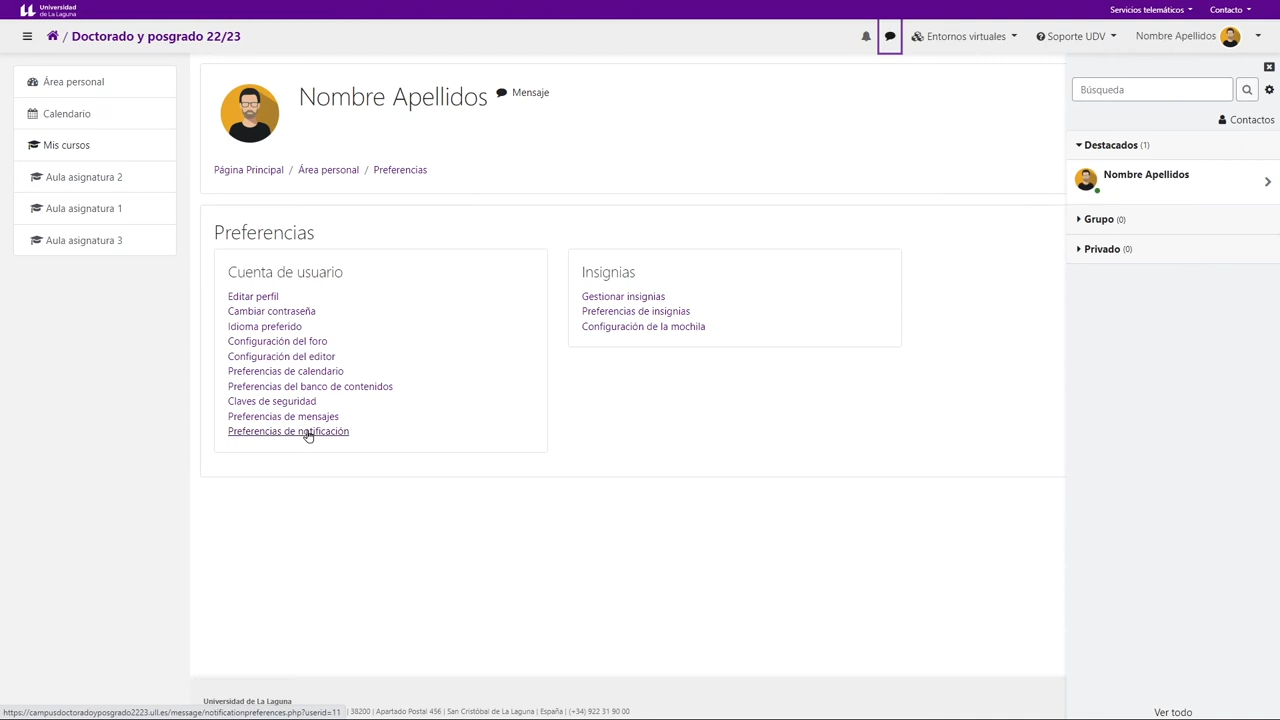 Universidad
de La Laguna
Servicios telemáticos
Contacto
/ Doctorado y posgrado 22/23
Entornos virtuales
Soporte UDV
Nombre Apellidos
Área personal
Calendario
Mis cursos
Aula asignatura 2
Aula asignatura 1
Aula asignatura 3
Nombre Apellidos
Mensaje
Página Principal / Área personal / Preferencias
Preferencias
Cuenta de usuario
Editar perfil
Cambiar contraseña
Idioma preferido
Configuración del foro
Configuración del editor
Preferencias de calendario
Preferencias del banco de contenidos
Claves de seguridad
Preferencias de mensajes
Preferencias de notificación
Insignias
Gestionar insignias
Preferencias de insignias
Configuración de la mochila
Búsqueda
Contactos
Destacados (1)
Nombre Apellidos
Grupo (0)
Privado (0)
Ver todo
Universidad de La Laguna
https://campusdoctoradoyposgrado2223.ull.es/message/notificationpreferences.php?userid=11
| 38200 | Apartado Postal 456 | San Cristóbal de La Laguna | España | (+34) 922 31 90 00